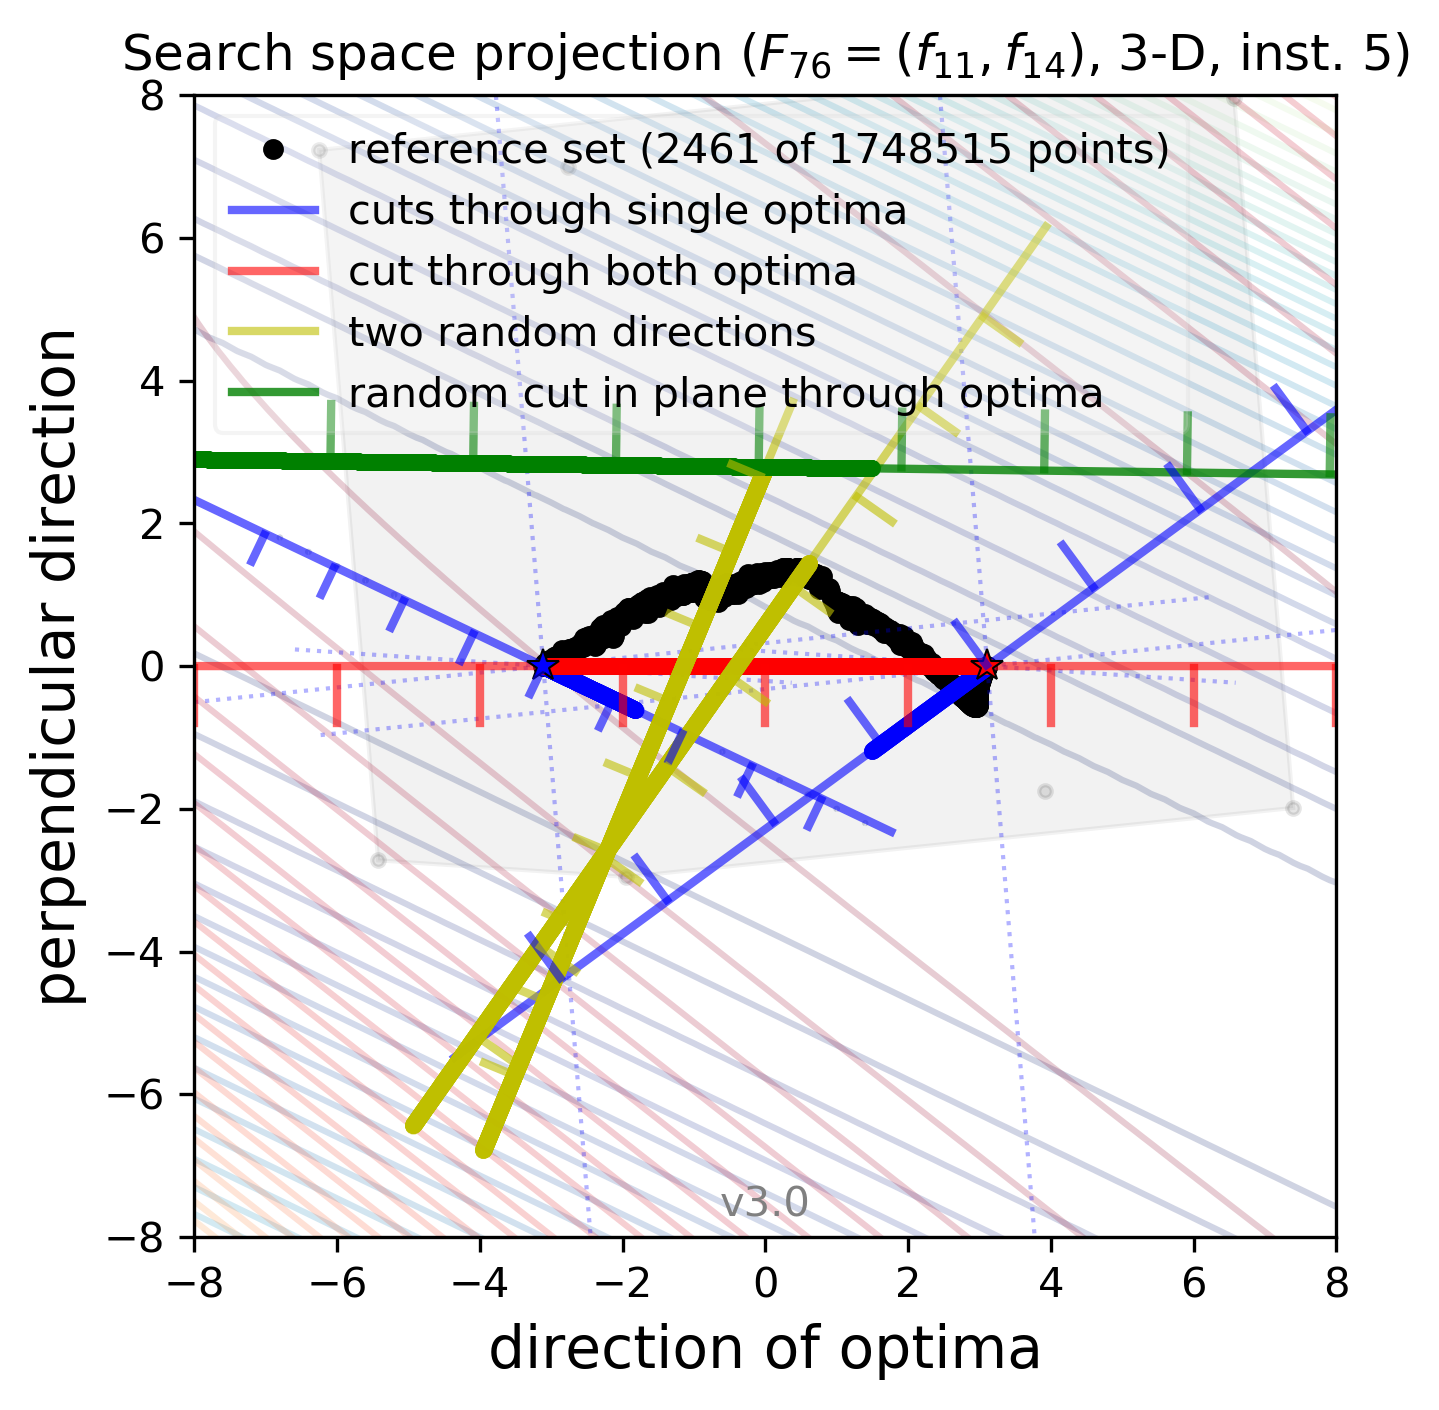 Search space projection (F76 = (f11, f14), 3-D, inst. 5)
8
6
4
2
0
−2
−4
−6
−8
perpendicular direction
reference set (2461 of 1748515 points)
cuts through single optima
cut through both optima
two random directions
random cut in plane through optima
v3.0
−8 −6 −4 −2 0 2 4 6 8
direction of optima